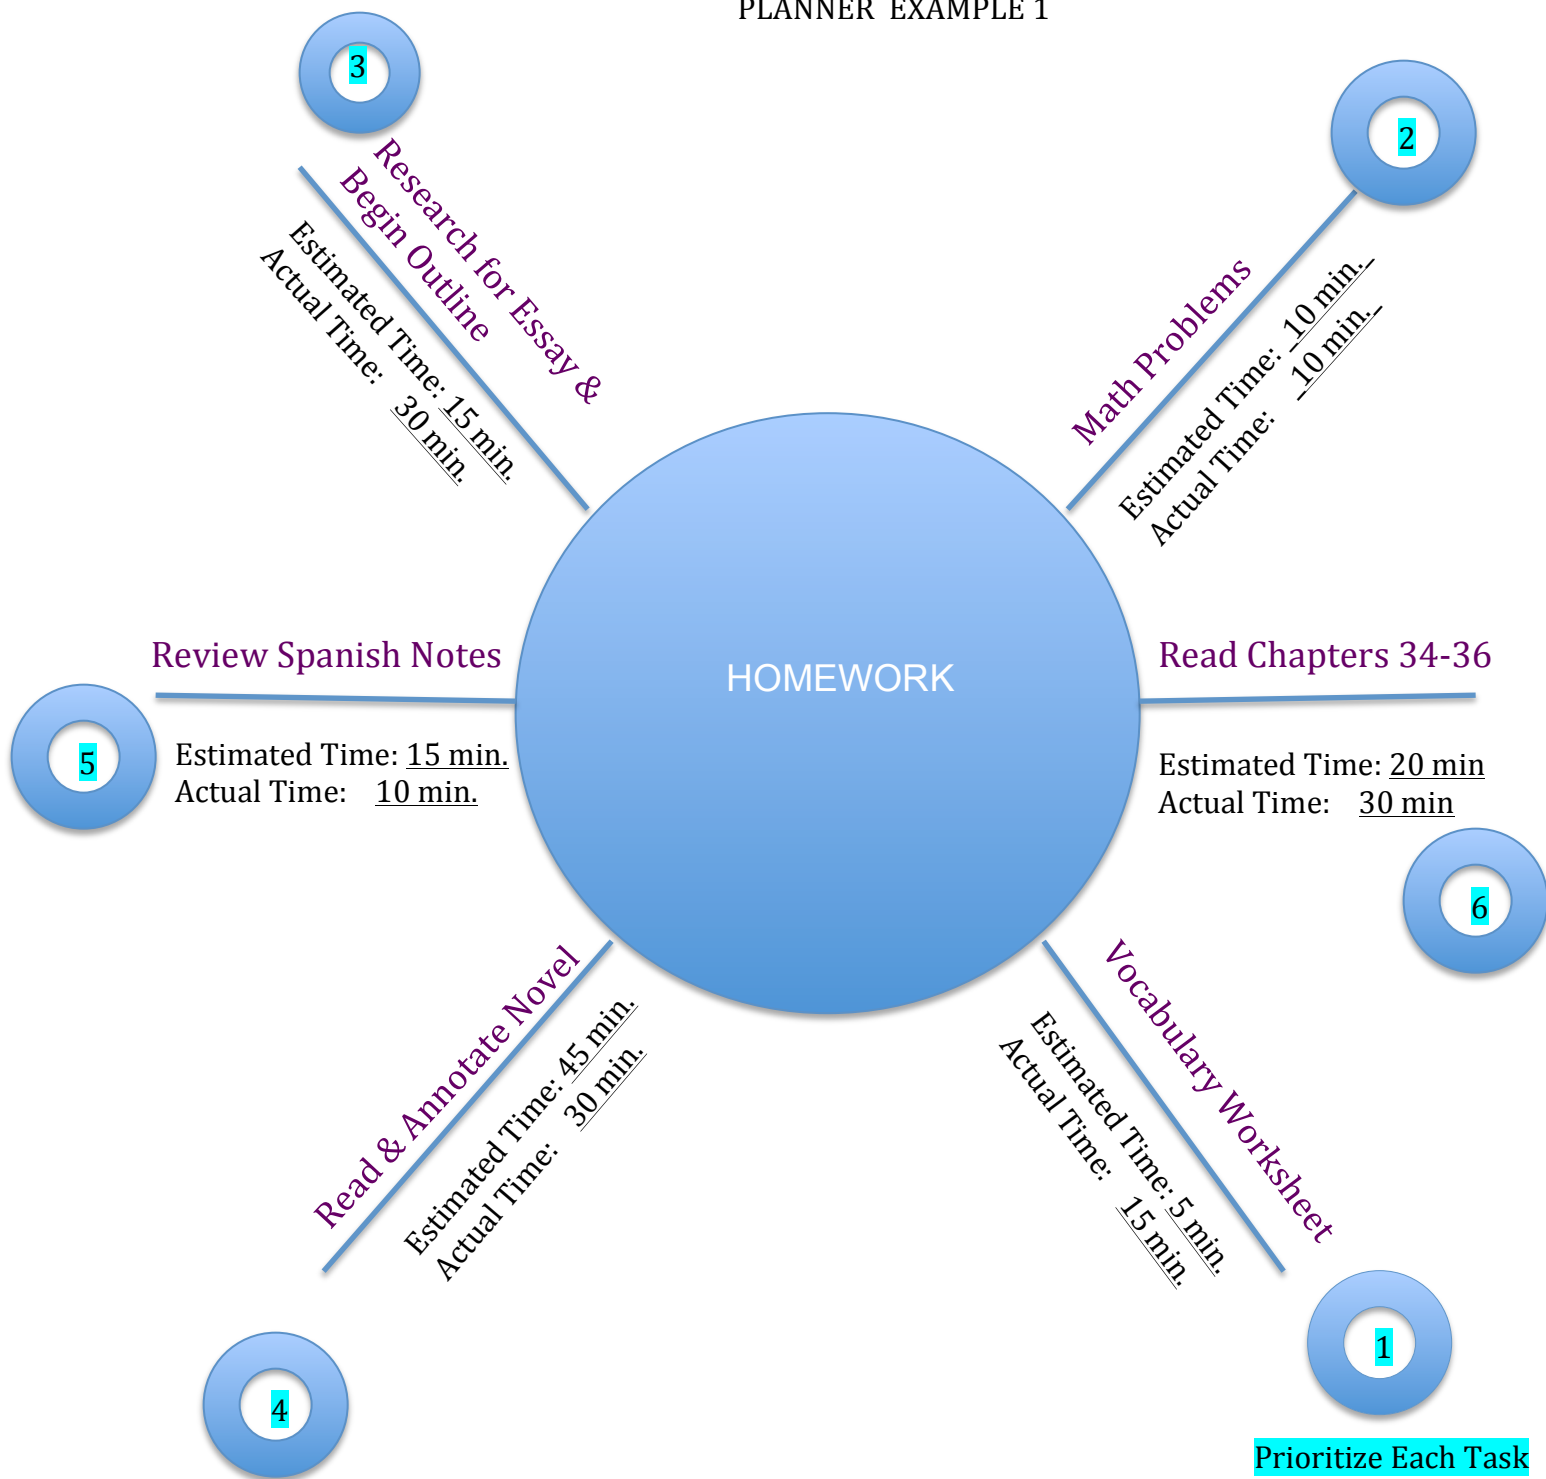 PLANNER EXAMPLE 1
3
Research for Essay &
Begin Outline
Estimated Time: 15 min.
Actual Time: 30 min.
2
Math Problems
Estimated Time: _10 min._
Actual Time: _10 min._
HOMEWORK
Review Spanish Notes
5
Estimated Time: 15 min.
Actual Time: 10 min.
Read Chapters 34-36
Estimated Time: 20 min
Actual Time: 30 min
6
Read & Annotate Novel
Estimated Time: 45 min.
Actual Time: 30 min.
4
Vocabulary Worksheet
Estimated Time: 5 min.
Actual Time: 15 min.
1
Prioritize Each Task